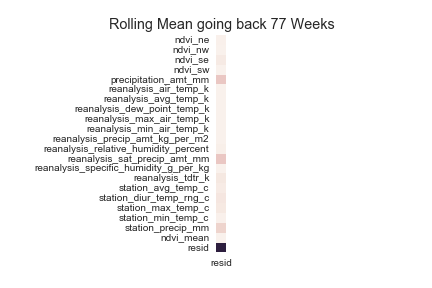 Rolling Mean going back 77 Weeks
ndvi_ne
ndvi_nw
ndvi_se
ndvi_sw
precipitation_amt_mm
reanalysis_air_temp_k
reanalysis_avg_temp_k
reanalysis_dew_point_temp_k
reanalysis_max_air_temp_k
reanalysis_min_air_temp_k
reanalysis_precip_amt_kg_per_m2
reanalysis_relative_humidity_percent
reanalysis_sat_precip_amt_mm
reanalysis_specific_humidity_g_per_kg
reanalysis_tdtr_k
station_avg_temp_c
station_diur_temp_rng_c
station_max_temp_c
station_min_temp_c
station_precip_mm
ndvi_mean
resid
resid